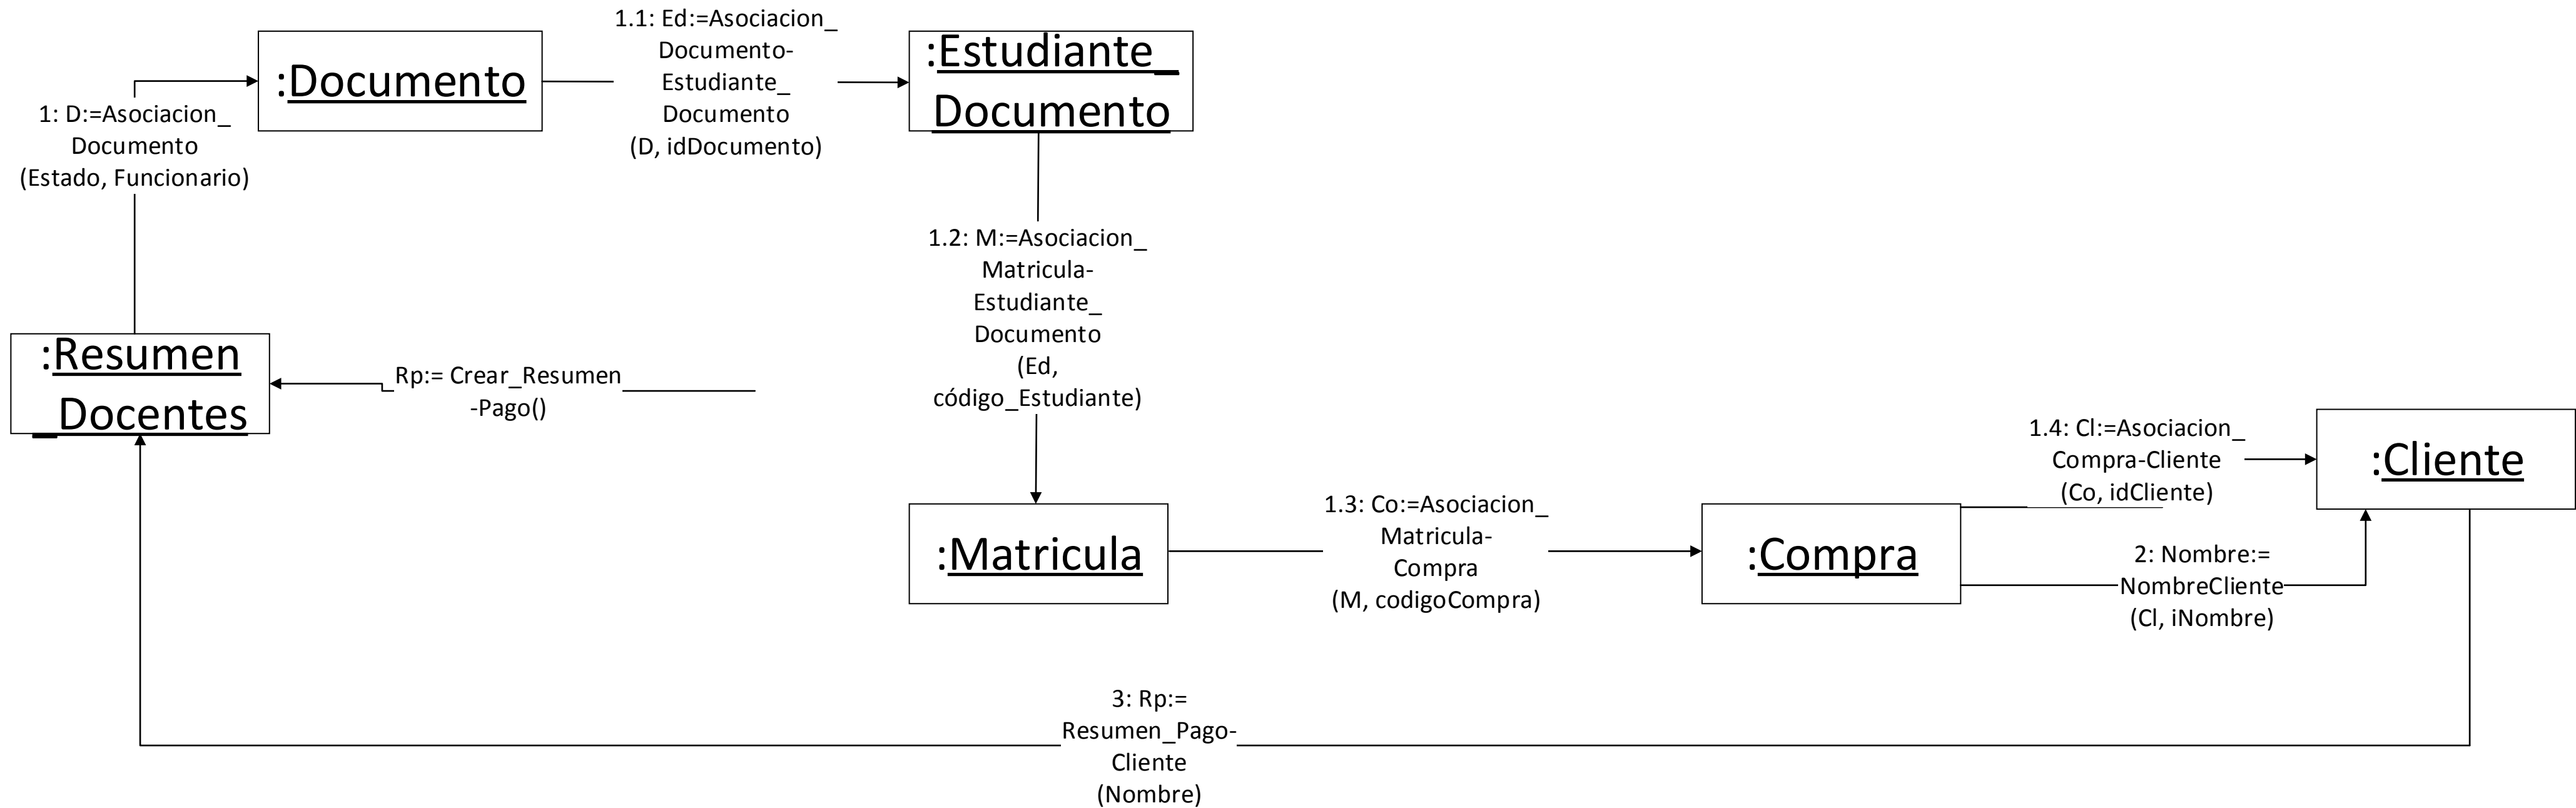 1.1: Ed:=Asociacion_
Documento-
Estudiante_
Documento
(D, idDocumento)
:Documento
:Estudiante_
Documento
1: D:=Asociacion_
Documento
(Estado, Funcionario)
1.2: M:=Asociacion_
Matricula-
Estudiante_
Documento
(Ed,
código_Estudiante)
:Resumen
_Docentes
Rp:= Crear_Resumen
-Pago()
1.4: Cl:=Asociacion_
Compra-Cliente
(Co, idCliente)
:Cliente
:Matricula
1.3: Co:=Asociacion_
Matricula-
Compra
(M, codigoCompra)
:Compra
2: Nombre:=
NombreCliente
(Cl, iNombre)
3: Rp:=
Resumen_Pago-
Cliente
(Nombre)